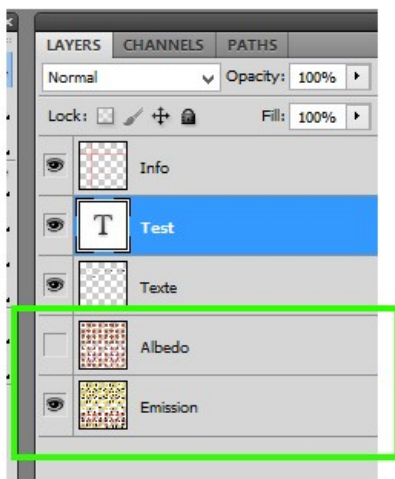 LAYERS CHANNELS PATHS
Normal Opacity: 100%
Lock: Fill: 100%
Info
T Test
Texte
Albedo
Emission